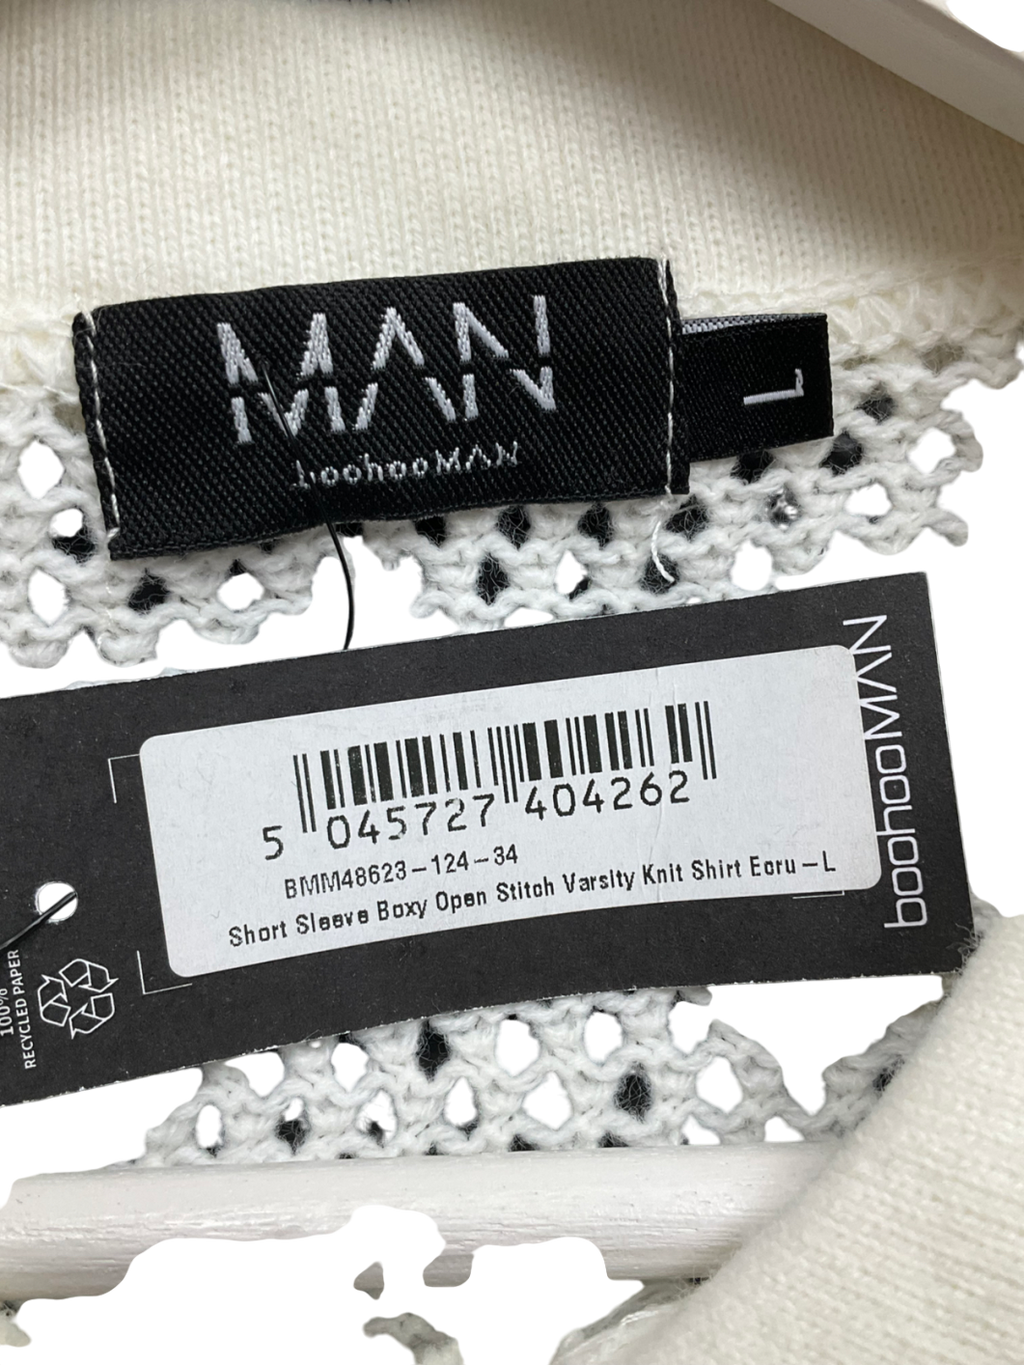 MAN
boohooMAN
L
5 045727 404262
BMM48623-124-34
Short Sleeve Boxy Open Stitch Varsity Knit Shirt Ecru-L
boohooMAN
100%
RECYCLED PAPER